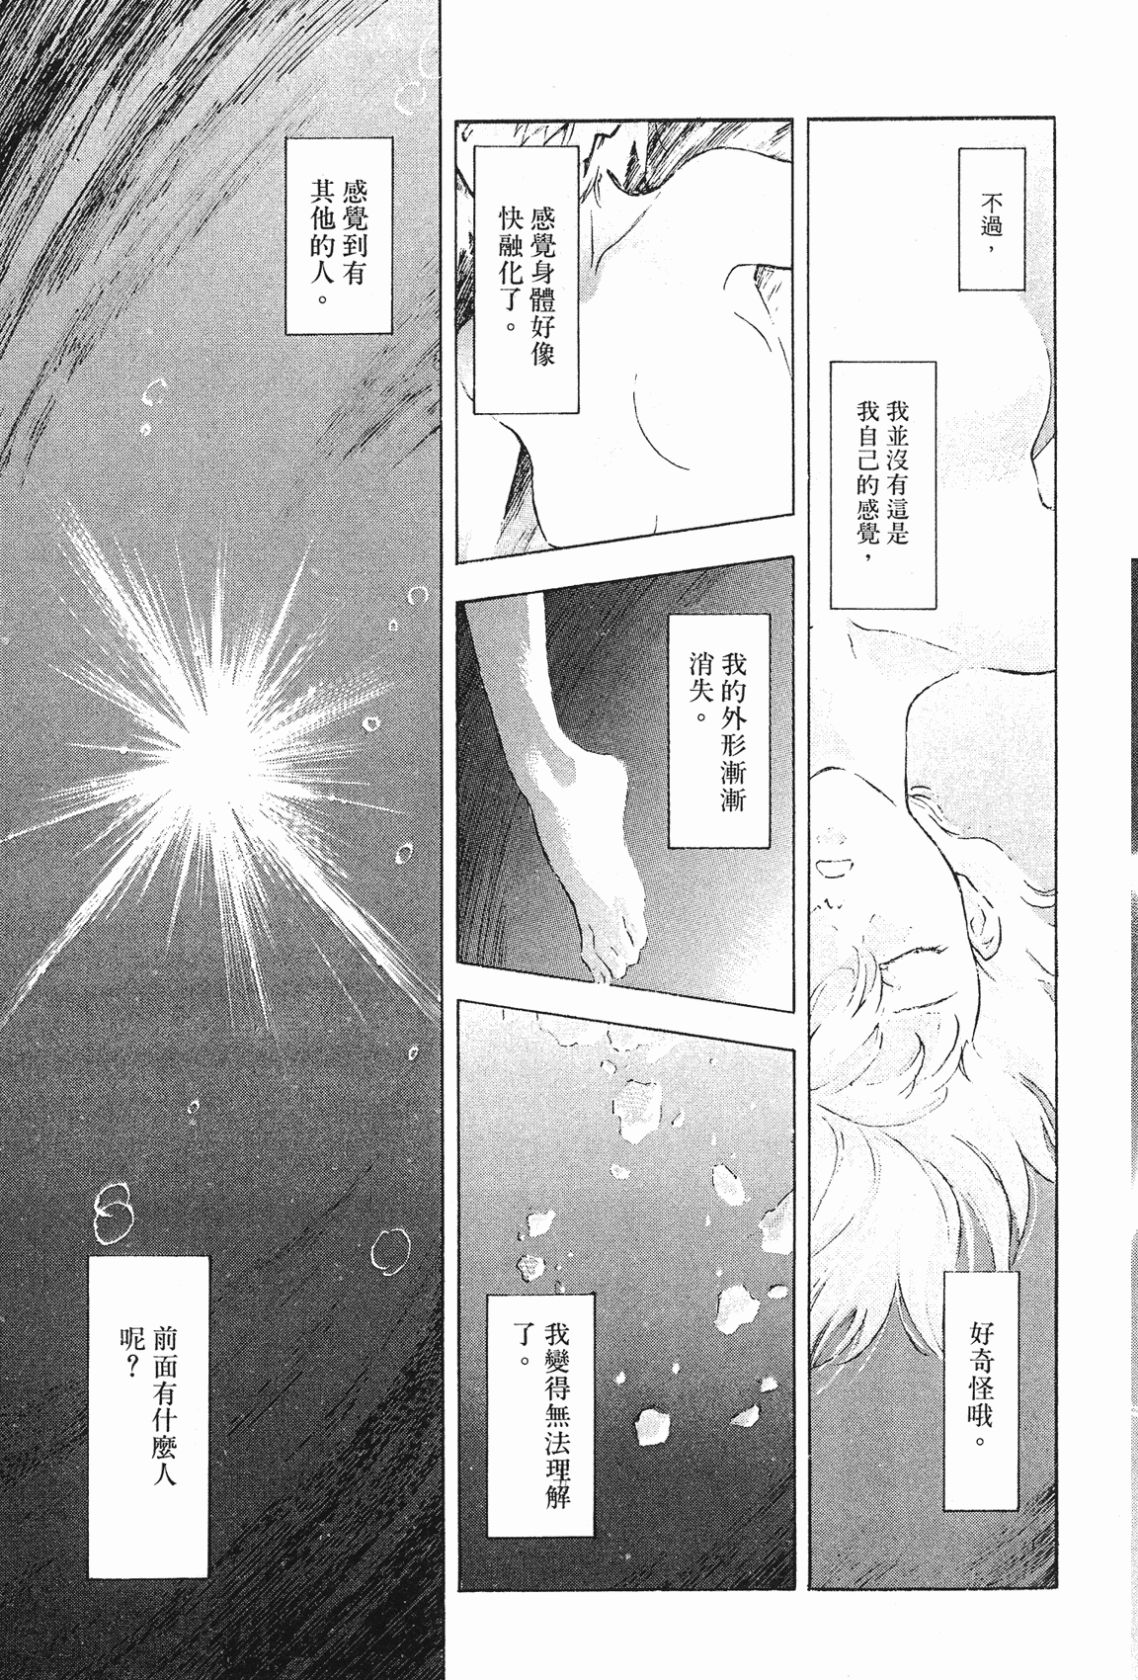 不過，
我並沒有這是
我自己的感覺，
好奇怪哦。
感覺身體好像
快融化了。
我的外形漸漸
消失。
我變得無法理解
了。
感覺到有
其他的人。
前面有什麼人
呢？